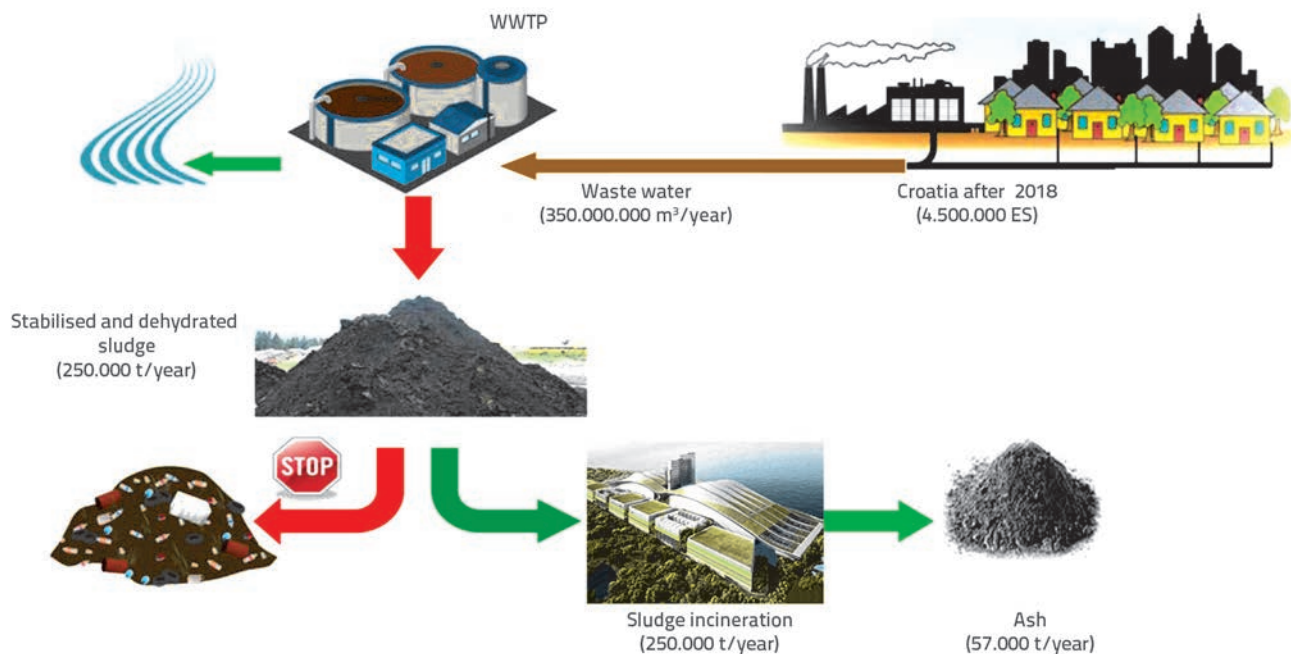 WWTP
Waste water
(350.000.000 m³/year)
Croatia after 2018
(4.500.000 ES)
Stabilised and dehydrated
sludge
(250.000 t/year)
STOP
Sludge incineration
(250.000 t/year)
Ash
(57.000 t/year)